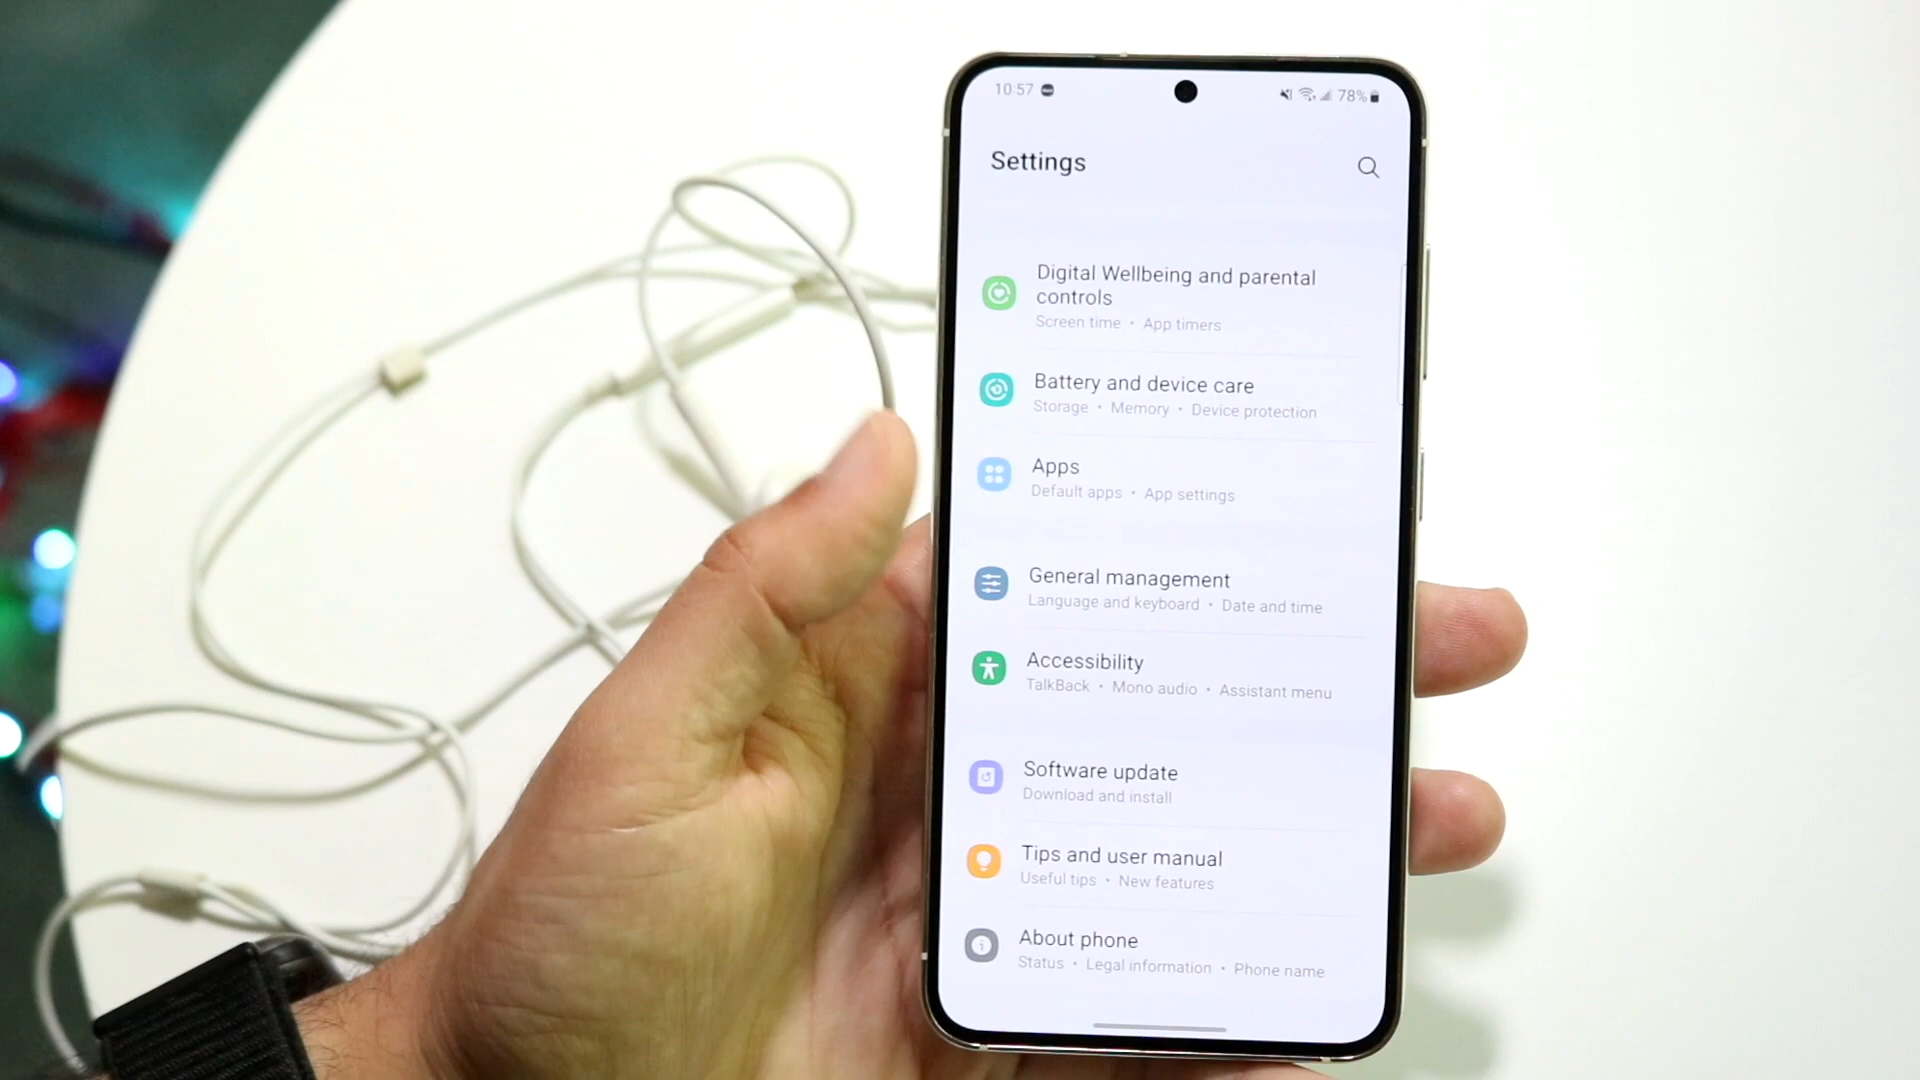 10:57 78%
Settings
Digital Wellbeing and parental
controls
Screen time • App timers
Battery and device care
Storage • Memory • Device protection
Apps
Default apps • App settings
General management
Language and keyboard • Date and time
Accessibility
TalkBack • Mono audio • Assistant menu
Software update
Download and install
Tips and user manual
Useful tips • New features
About phone
Status • Legal information • Phone name